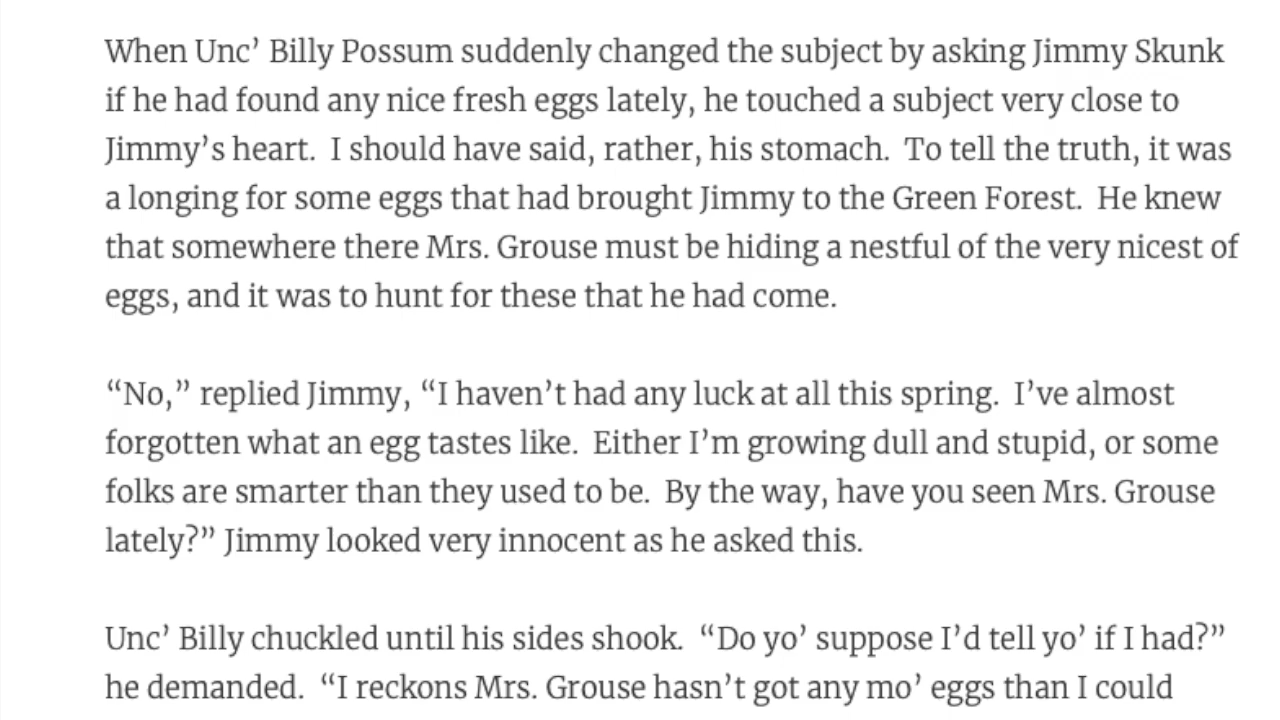 When Unc’ Billy Possum suddenly changed the subject by asking Jimmy Skunk
if he had found any nice fresh eggs lately, he touched a subject very close to
Jimmy’s heart.  I should have said, rather, his stomach.  To tell the truth, it was
a longing for some eggs that had brought Jimmy to the Green Forest.  He knew
that somewhere there Mrs. Grouse must be hiding a nestful of the very nicest of
eggs, and it was to hunt for these that he had come.
“No,” replied Jimmy, “I haven’t had any luck at all this spring.  I’ve almost
forgotten what an egg tastes like.  Either I’m growing dull and stupid, or some
folks are smarter than they used to be.  By the way, have you seen Mrs. Grouse
lately?” Jimmy looked very innocent as he asked this.
Unc’ Billy chuckled until his sides shook.  “Do yo’ suppose I’d tell yo’ if I had?”
he demanded.  “I reckons Mrs. Grouse hasn’t got any mo’ eggs than I could